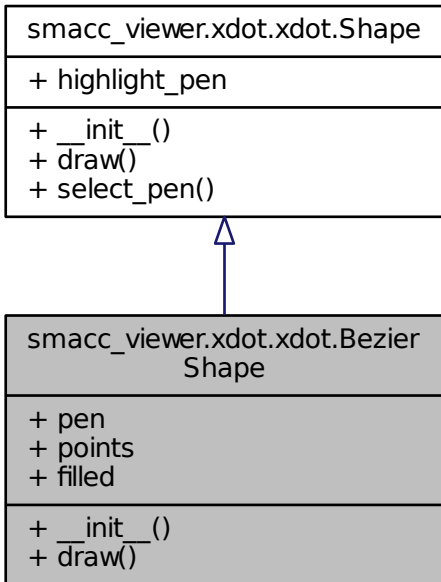 smacc_viewer.xdot.xdot.Shape
+ highlight_pen
+ __init__()
+ draw()
+ select_pen()
smacc_viewer.xdot.xdot.Bezier
Shape
+ pen
+ points
+ filled
+ __init__()
+ draw()